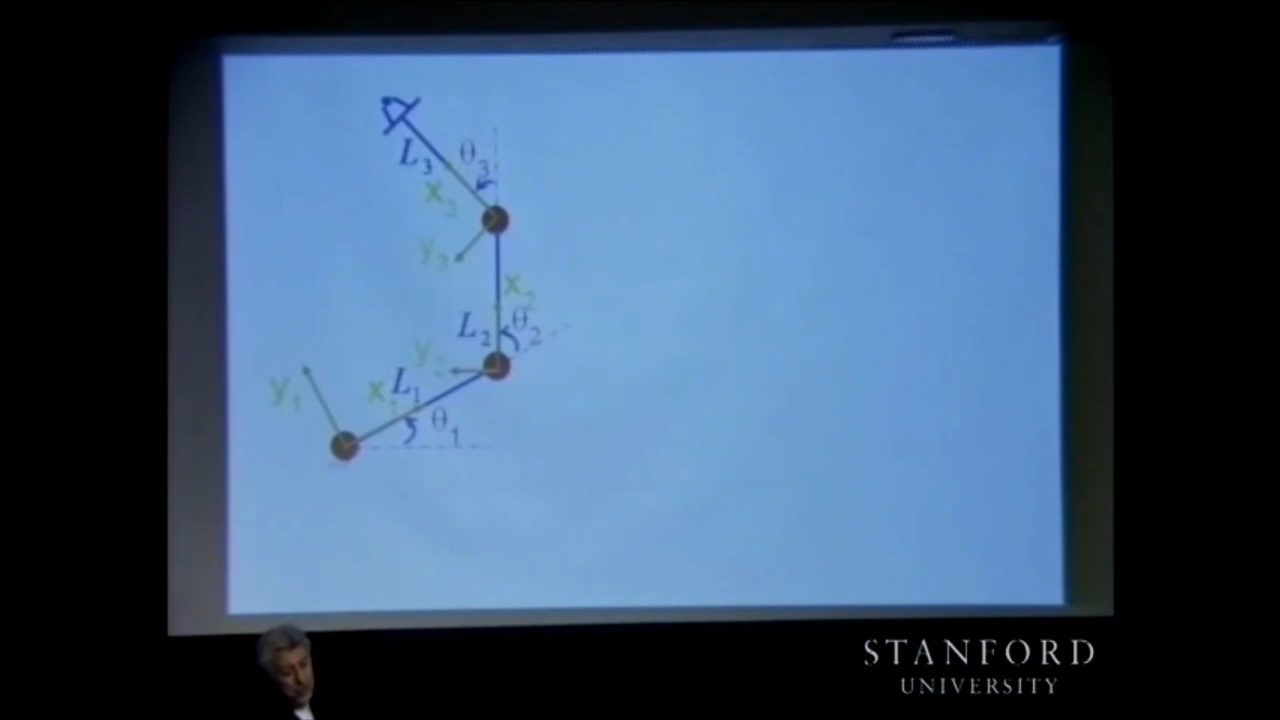 L₃
θ₃
x₃
y₃
x₂
L₂
θ₂
y₂
L₁
x₁
y₁
θ₁
STANFORD
UNIVERSITY